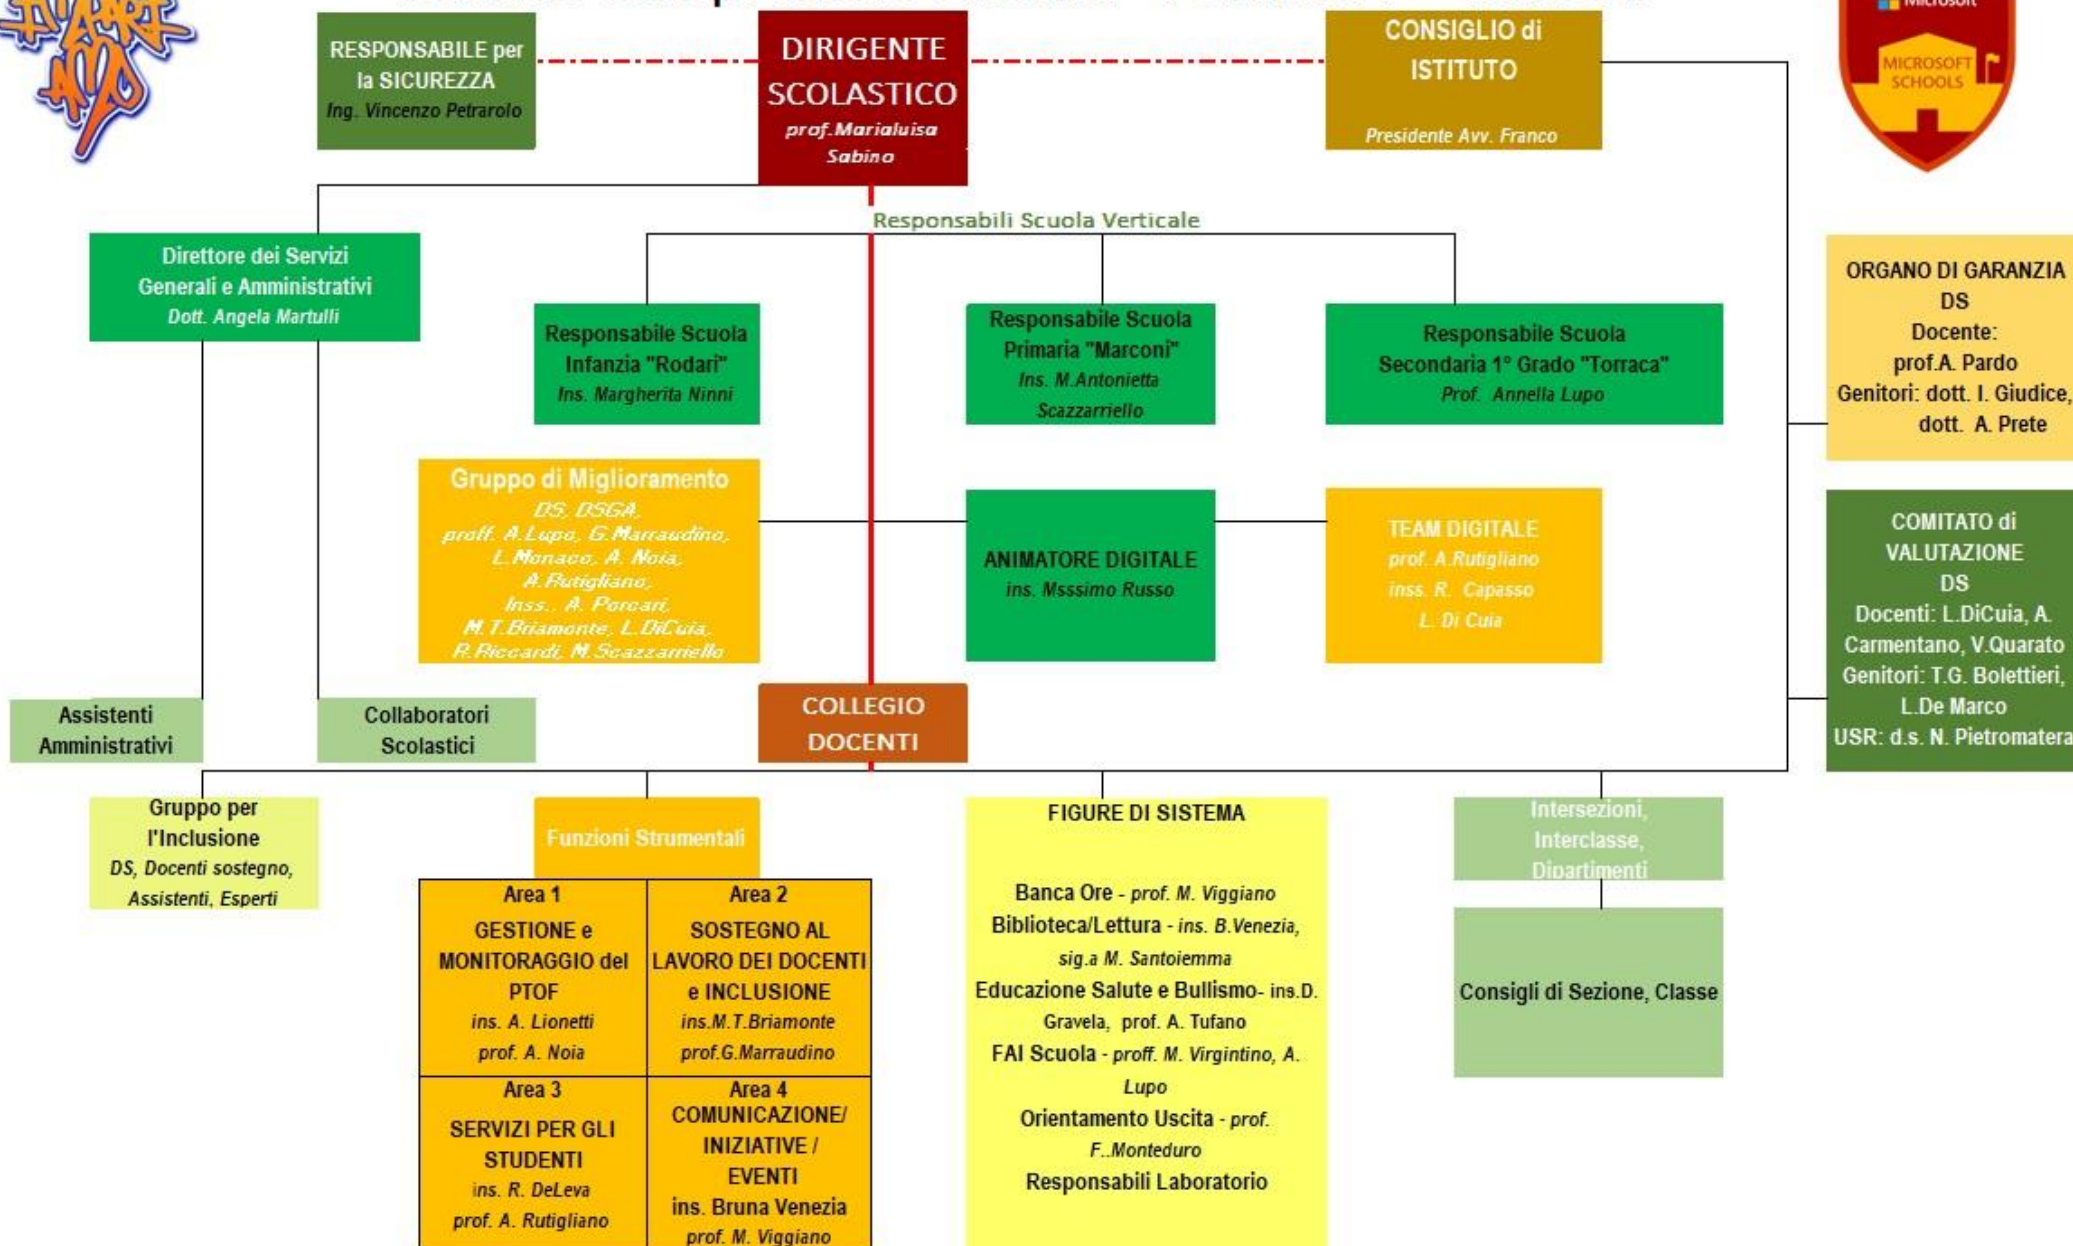 Microsoft
MICROSOFT
SCHOOLS
RESPONSABILE per
la SICUREZZA
Ing. Vincenzo Petrarolo
DIRIGENTE
SCOLASTICO
prof.Marialuisa
Sabino
CONSIGLIO di
ISTITUTO
Presidente Avv. Franco
Responsabili Scuola Verticale
Direttore dei Servizi
Generali e Amministrativi
Dott. Angela Martulli
Responsabile Scuola
Infanzia "Rodari"
Ins. Margherita Ninni
Responsabile Scuola
Primaria "Marconi"
Ins. M.Antonietta
Scazzarriello
Responsabile Scuola
Secondaria 1° Grado "Torraca"
Prof. Annella Lupo
ORGANO DI GARANZIA
DS
Docente:
prof.A. Pardo
Genitori: dott. I. Giudice,
dott. A. Prete
Gruppo di Miglioramento
DS, DSGA,
proff. A.Lupo, G.Marraudino,
L.Monaco, A. Noia,
A.Rutigliano,
Inss.. A. Porcari,
M.T.Briamonte, L.DiCuia,
R.Riccardi, M.Scazzarriello
ANIMATORE DIGITALE
ins. Msssimo Russo
TEAM DIGITALE
prof. A.Rutigliano
inss. R. Capasso
L. Di Cuia
COMITATO di
VALUTAZIONE
DS
Docenti: L.DiCuia, A.
Carmentano, V.Quarato
Genitori: T.G. Bolettieri,
L.De Marco
USR: d.s. N. Pietromatera
Assistenti
Amministrativi
Collaboratori
Scolastici
COLLEGIO
DOCENTI
Gruppo per
l'Inclusione
DS, Docenti sostegno,
Assistenti, Esperti
Funzioni Strumentali
Area 1
GESTIONE e
MONITORAGGIO del
PTOF
ins. A. Lionetti
prof. A. Noia
Area 2
SOSTEGNO AL
LAVORO DEI DOCENTI
e INCLUSIONE
ins.M.T.Briamonte
prof.G.Marraudino
Area 3
SERVIZI PER GLI
STUDENTI
ins. R. DeLeva
prof. A. Rutigliano
Area 4
COMUNICAZIONE/
INIZIATIVE /
EVENTI
ins. Bruna Venezia
prof. M. Viggiano
FIGURE DI SISTEMA
Banca Ore - prof. M. Viggiano
Biblioteca/Lettura - ins. B.Venezia,
sig.a M. Santoiemma
Educazione Salute e Bullismo- ins.D.
Gravela, prof. A. Tufano
FAI Scuola - proff. M. Virgintino, A.
Lupo
Orientamento Uscita - prof.
F..Monteduro
Responsabili Laboratorio
Intersezioni,
Interclasse,
Dipartimenti
Consigli di Sezione, Classe